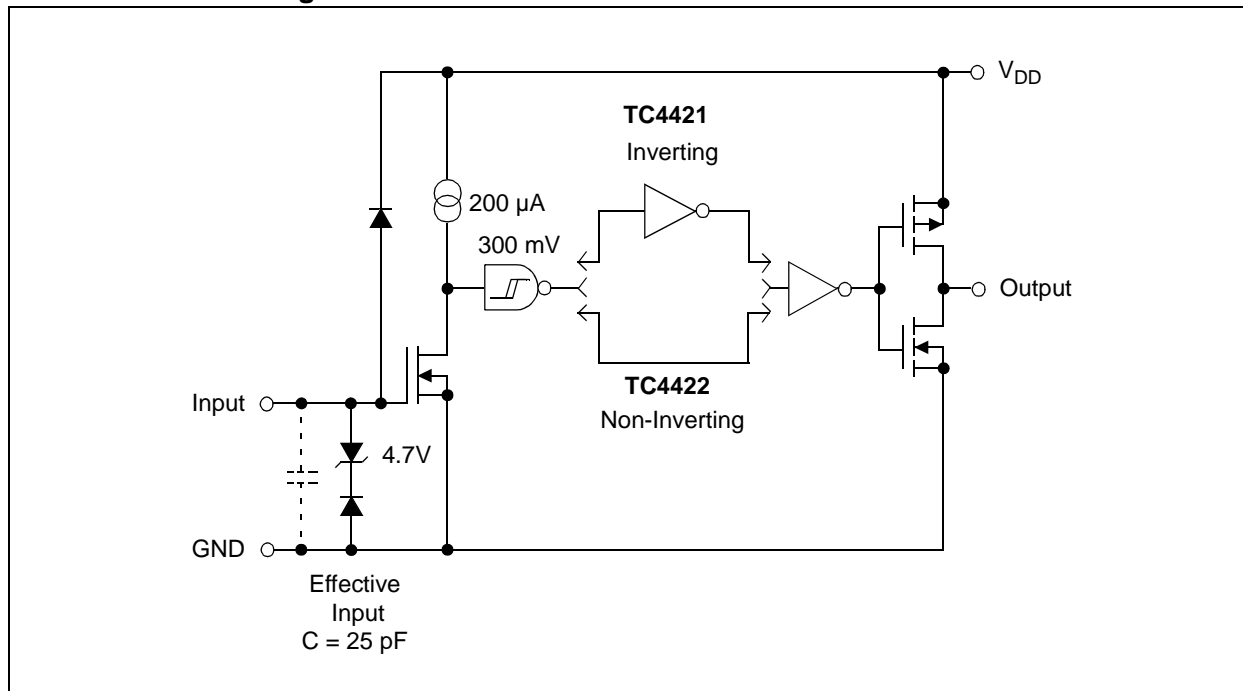 V_DD
TC4421
Inverting
200 µA
300 mV
Output
TC4422
Non-Inverting
Input
4.7V
GND
Effective
Input
C = 25 pF